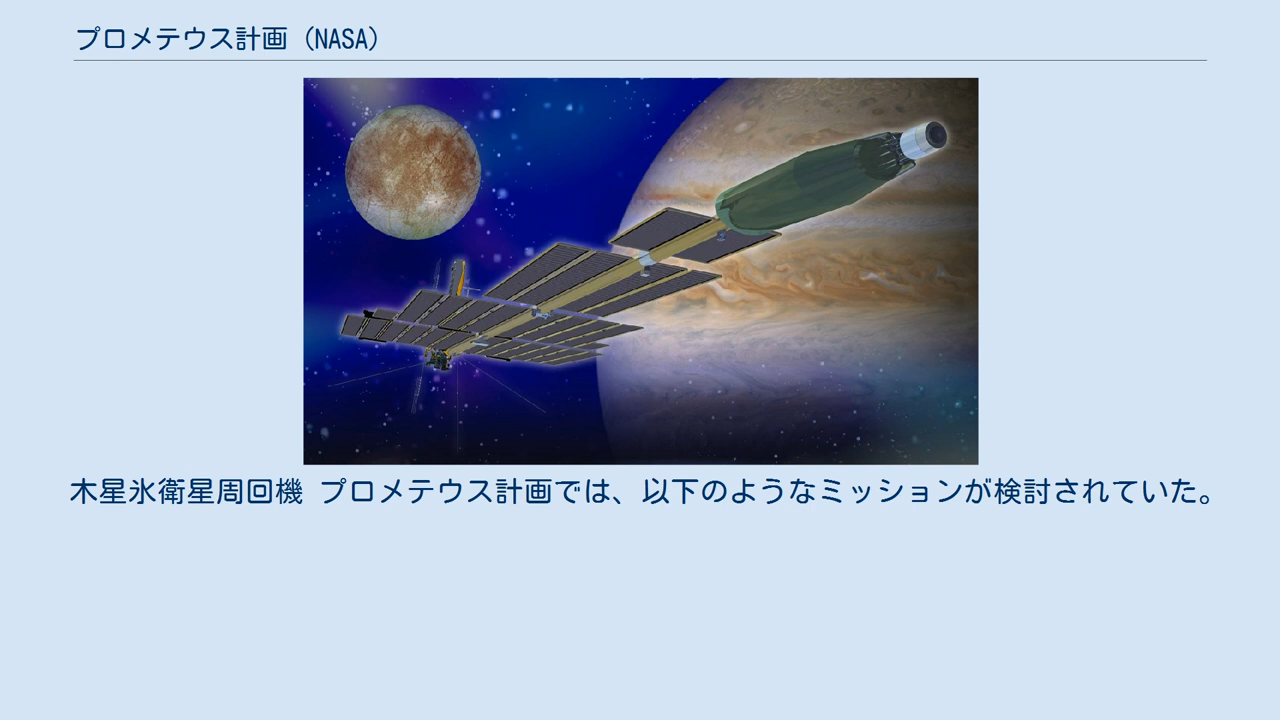 プロメテウス計画（NASA）
木星氷衛星周回機 プロメテウス計画では、以下のようなミッションが検討されていた。